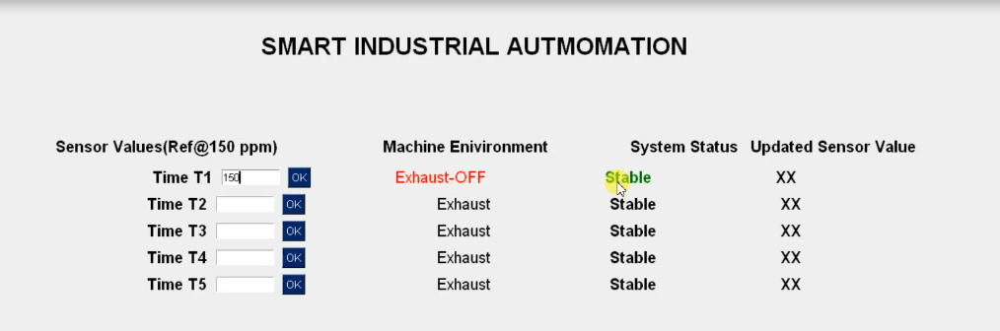 SMART INDUSTRIAL AUTMOMATION
Sensor Values(Ref@150 ppm) Machine Enivironment System Status Updated Sensor Value
Time T1 150 OK Exhaust-OFF Stable XX
Time T2 OK Exhaust Stable XX
Time T3 OK Exhaust Stable XX
Time T4 OK Exhaust Stable XX
Time T5 OK Exhaust Stable XX